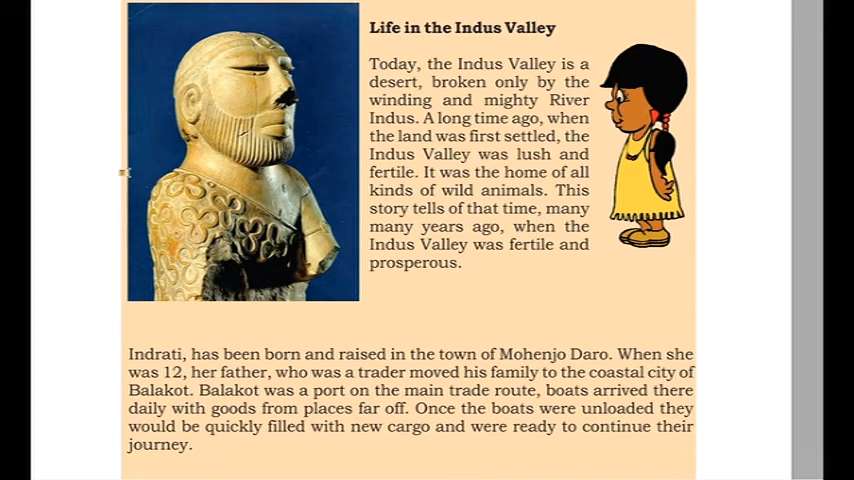 Life in the Indus Valley
Today, the Indus Valley is a
desert, broken only by the
winding and mighty River
Indus. A long time ago, when
the land was first settled, the
Indus Valley was lush and
fertile. It was the home of all
kinds of wild animals. This
story tells of that time, many
many years ago, when the
Indus Valley was fertile and
prosperous.
Indrati, has been born and raised in the town of Mohenjo Daro. When she
was 12, her father, who was a trader moved his family to the coastal city of
Balakot. Balakot was a port on the main trade route, boats arrived there
daily with goods from places far off. Once the boats were unloaded they
would be quickly filled with new cargo and were ready to continue their
journey.